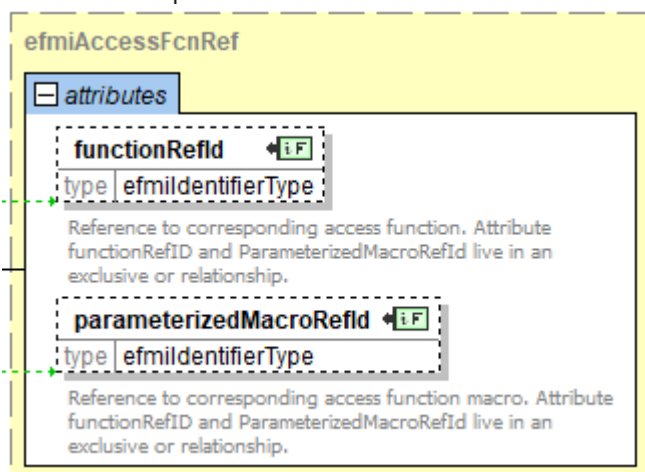 efmiAccessFcnRef
attributes
functionRefId
type efmiIdentifierType
Reference to corresponding access function. Attribute
functionRefID and ParameterizedMacroRefId live in an
exclusive or relationship.
parameterizedMacroRefId
type efmiIdentifierType
Reference to corresponding access function macro. Attribute
functionRefID and ParameterizedMacroRefId live in an
exclusive or relationship.